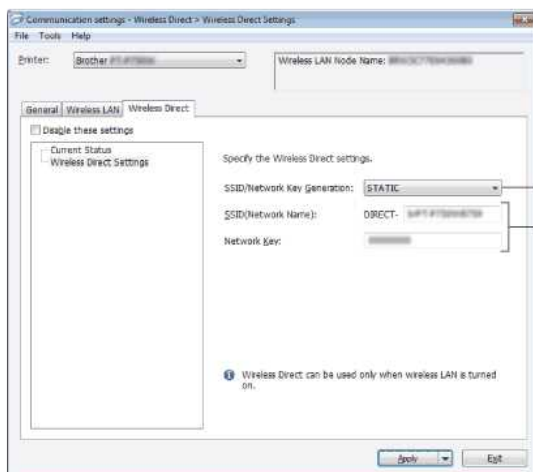 Communication settings - Wireless Direct > Wireless Direct Settings
File Tools Help
Printer: Brother
Wireless LAN Node Name:
General Wireless LAN Wireless Direct
Disable these settings
Current Status
Wireless Direct Settings
Specify the Wireless Direct settings.
SSID/Network Key Generation: STATIC
SSID(Network Name): DIRECT-
Network Key:
Wireless Direct can be used only when wireless LAN is turned
on.
Apply Exit